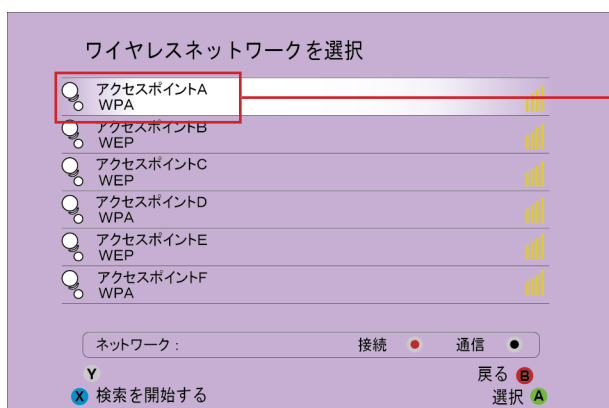 ワイヤレスネットワークを選択
アクセスポイントA
WPA
アクセスポイントB
WEP
アクセスポイントC
WEP
アクセスポイントD
WPA
アクセスポイントE
WEP
アクセスポイントF
WPA
ネットワーク : 接続 通信
Y 戻る B
X 検索を開始する 選択 A